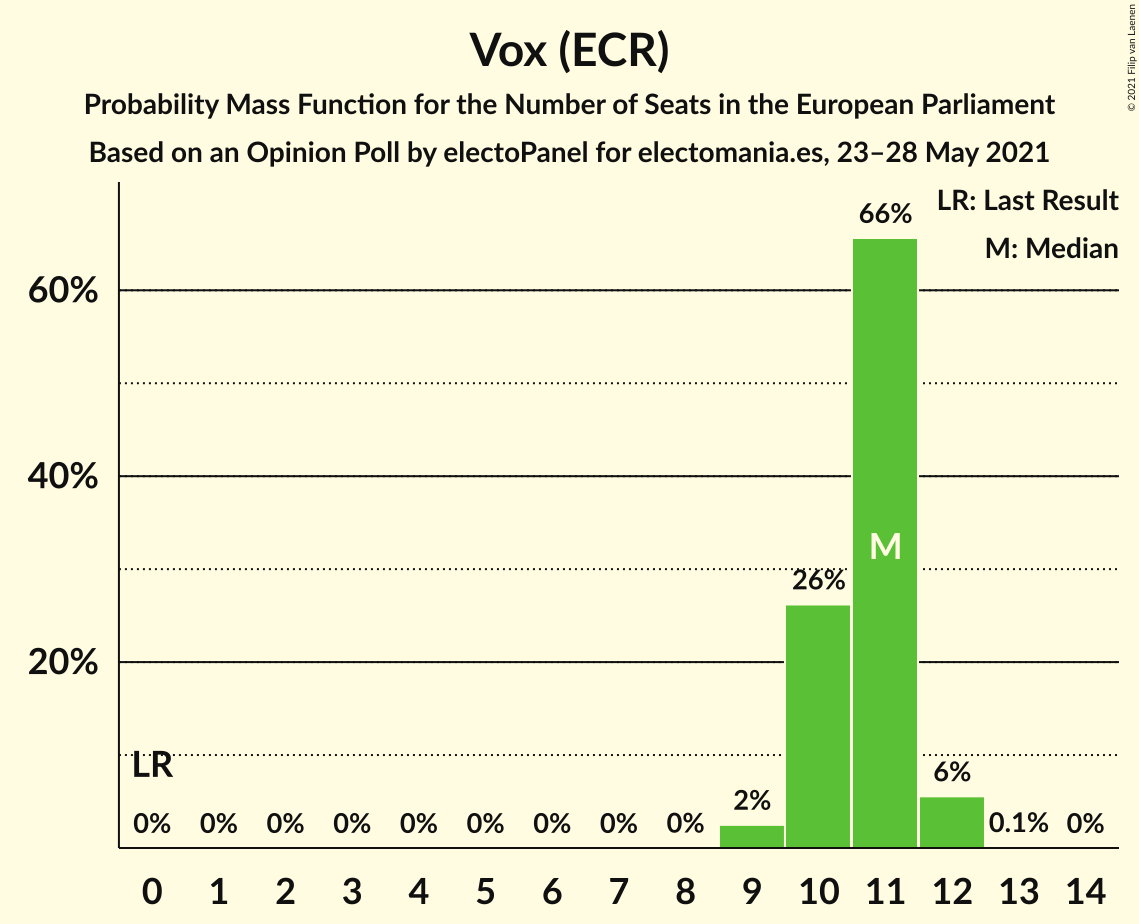 Vox (ECR)
Probability Mass Function for the Number of Seats in the European Parliament
Based on an Opinion Poll by electoPanel for electomania.es, 23–28 May 2021
© 2021 Filip van Laenen
LR: Last Result
M: Median
60%
40%
20%
66%
M
26%
LR
6%
2%
0% 0% 0% 0% 0% 0% 0% 0% 0% 0.1% 0%
0 1 2 3 4 5 6 7 8 9 10 11 12 13 14